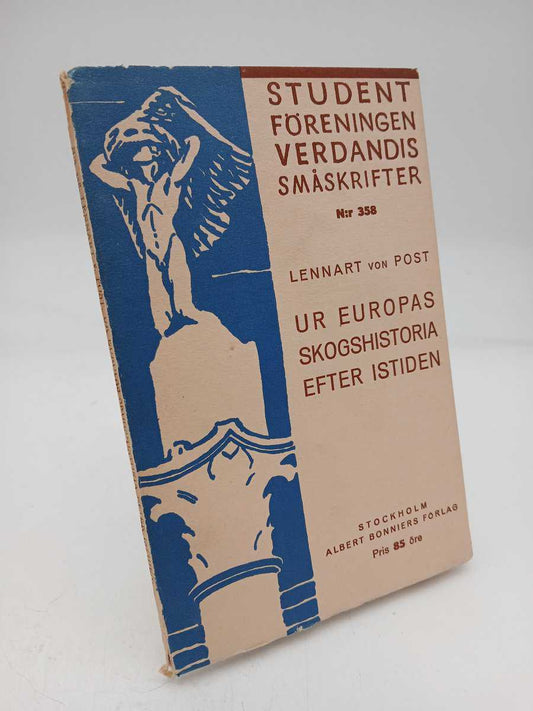 STUDENT
FÖRENINGEN
VERDANDIS
SMÅSKRIFTER
N:r 358
LENNART VON POST
UR EUROPAS
SKOGSHISTORIA
EFTER ISTIDEN
STOCKHOLM
ALBERT BONNIERS FÖRLAG
Pris 85 öre